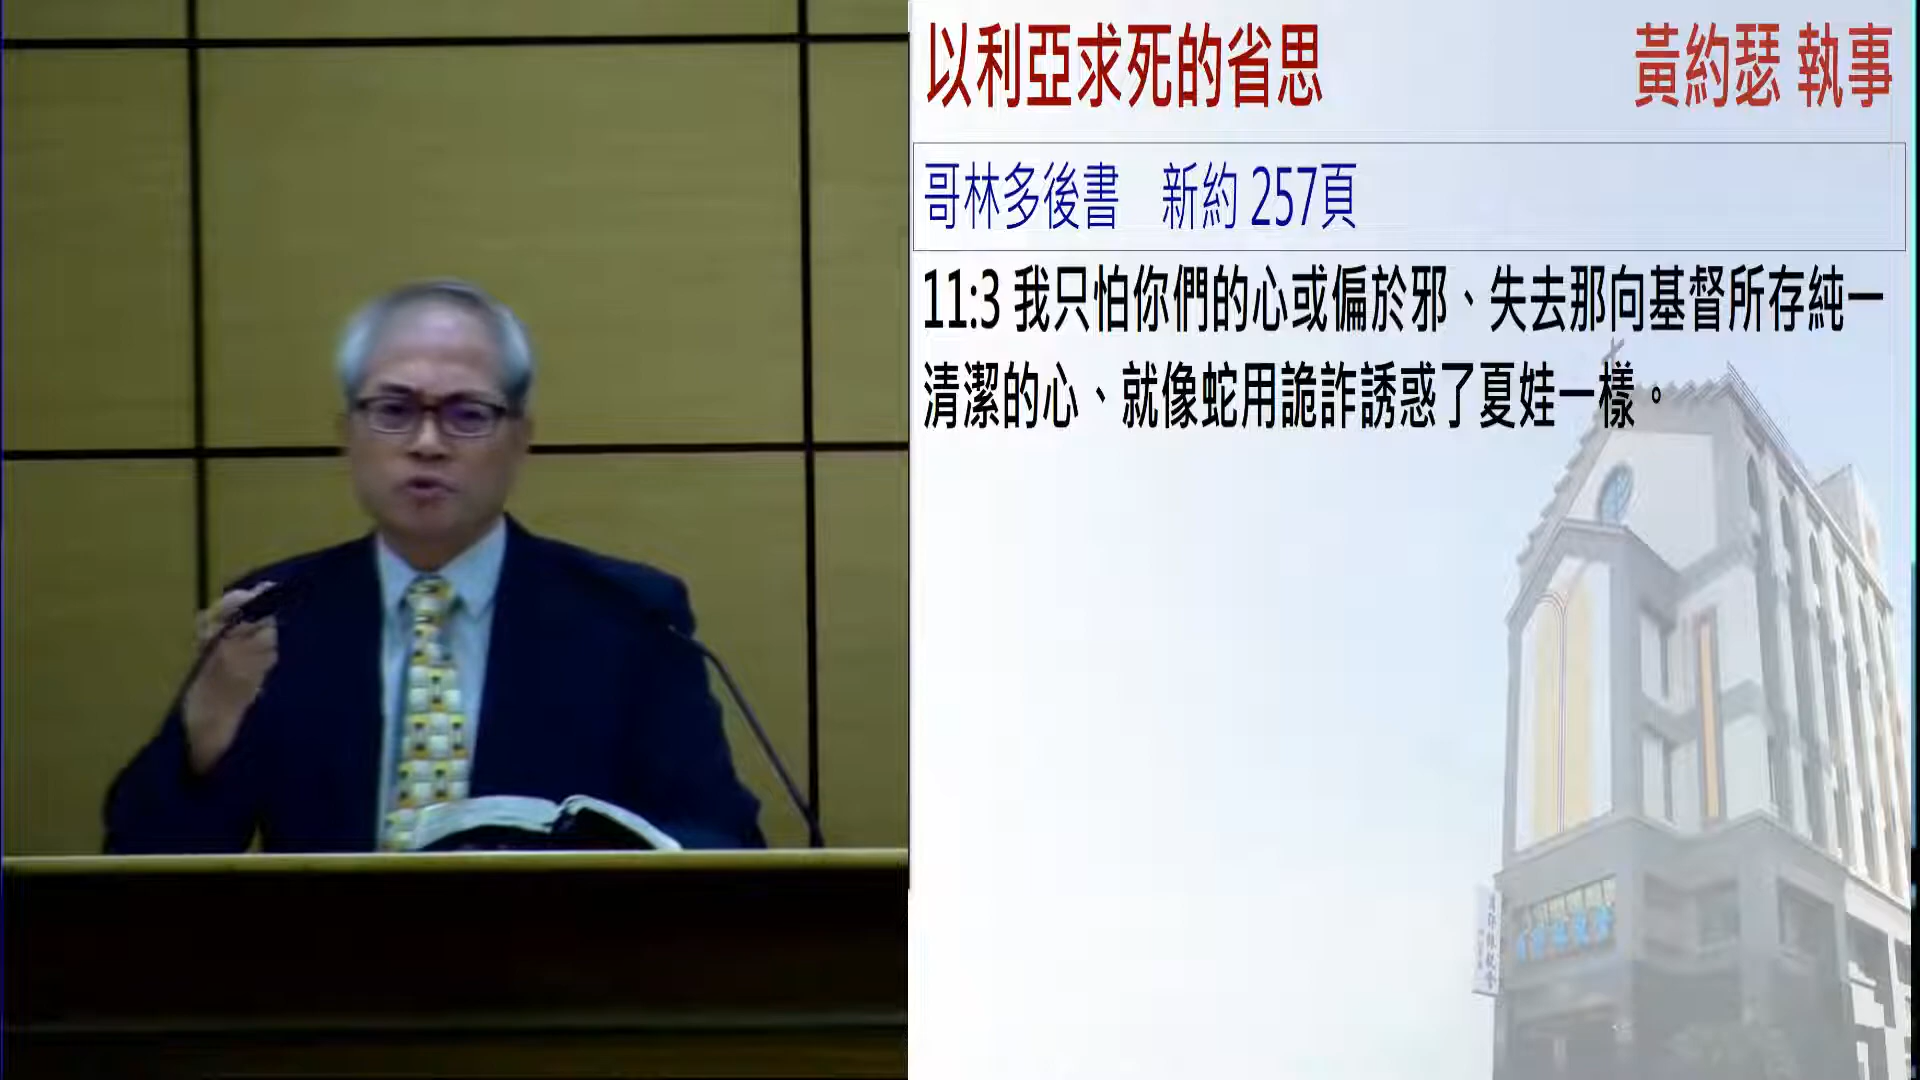 以利亞求死的省思
黃約瑟 執事
哥林多後書 新約 257頁
11:3 我只怕你們的心或偏於邪、失去那向基督所存純一
清潔的心、就像蛇用詭詐誘惑了夏娃一樣。